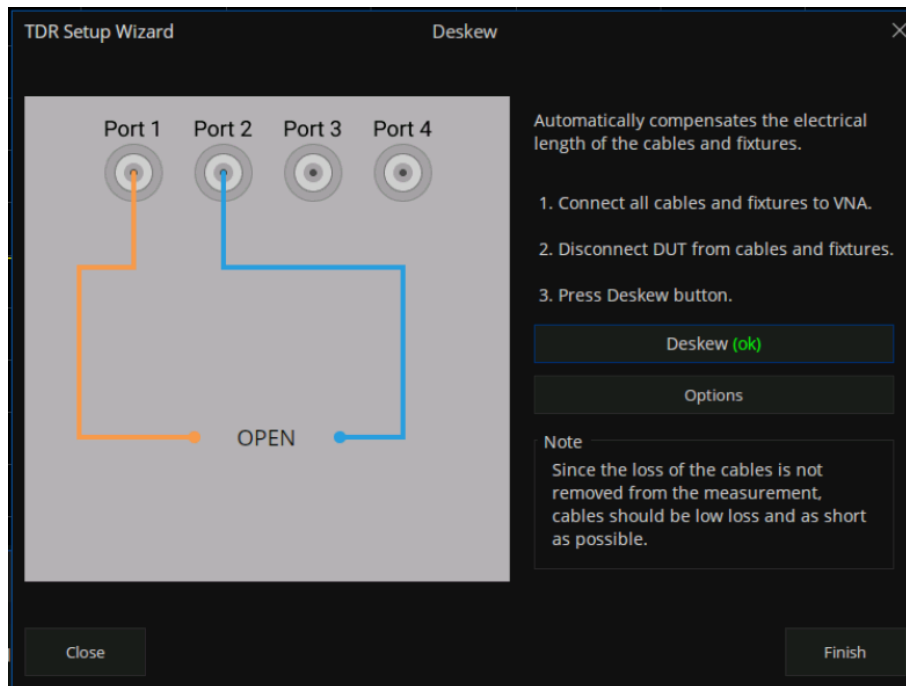 TDR Setup Wizard
Deskew
Port 1 Port 2 Port 3 Port 4
OPEN
Automatically compensates the electrical
length of the cables and fixtures.
1. Connect all cables and fixtures to VNA.
2. Disconnect DUT from cables and fixtures.
3. Press Deskew button.
Deskew (ok)
Options
Note
Since the loss of the cables is not
removed from the measurement,
cables should be low loss and as short
as possible.
Close
Finish